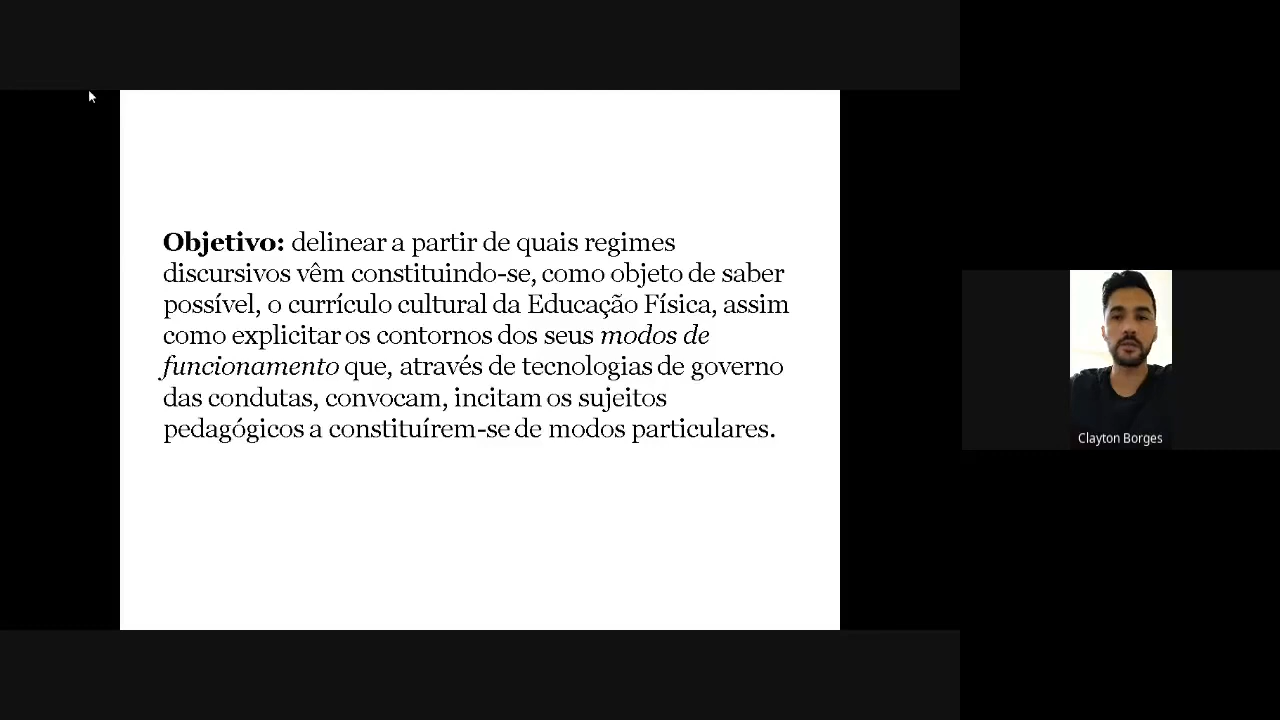 Objetivo: delinear a partir de quais regimes
discursivos vêm constituindo-se, como objeto de saber
possível, o currículo cultural da Educação Física, assim
como explicitar os contornos dos seus modos de
funcionamento que, através de tecnologias de governo
das condutas, convocam, incitam os sujeitos
pedagógicos a constituírem-se de modos particulares.
Clayton Borges